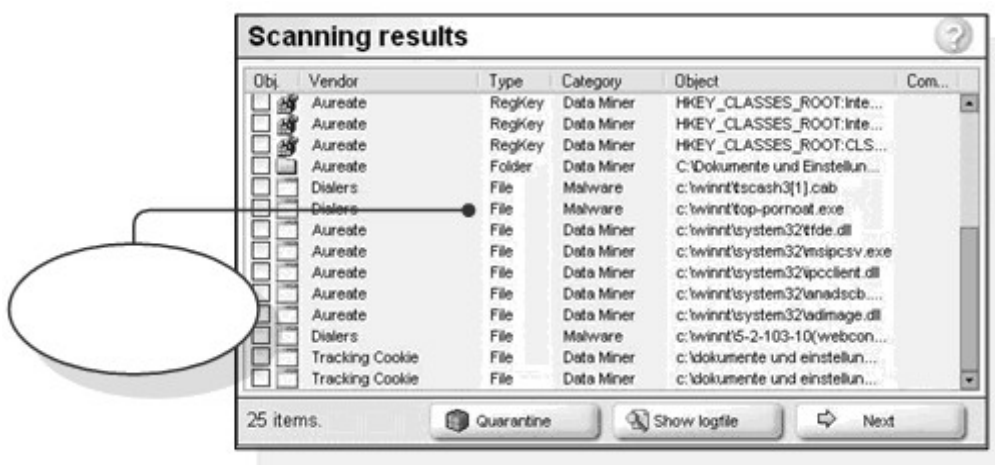 Scanning results
?
Obj. Vendor Type Category Object Com...
Aureate RegKey Data Miner HKEY_CLASSES_ROOT:Inte...
Aureate RegKey Data Miner HKEY_CLASSES_ROOT:Inte...
Aureate RegKey Data Miner HKEY_CLASSES_ROOT:CLS...
Aureate Folder Data Miner C:\Dokumente und Einstellun...
Dialers File Malware c:\winnt\tscash3[1].cab
Dialers File Malware c:\winnt\top-pornoat.exe
Aureate File Data Miner c:\winnt\system32\tfde.dll
Aureate File Data Miner c:\winnt\system32\msipcsv.exe
Aureate File Data Miner c:\winnt\system32\ipcclient.dll
Aureate File Data Miner c:\winnt\system32\anadscb....
Aureate File Data Miner c:\winnt\system32\adimage.dll
Dialers File Malware c:\winnt\5-2-103-10(webcon...
Tracking Cookie File Data Miner c:\dokumente und einstellun...
Tracking Cookie File Data Miner c:\dokumente und einstellun...
25 items. Quarantine Show logfile Next